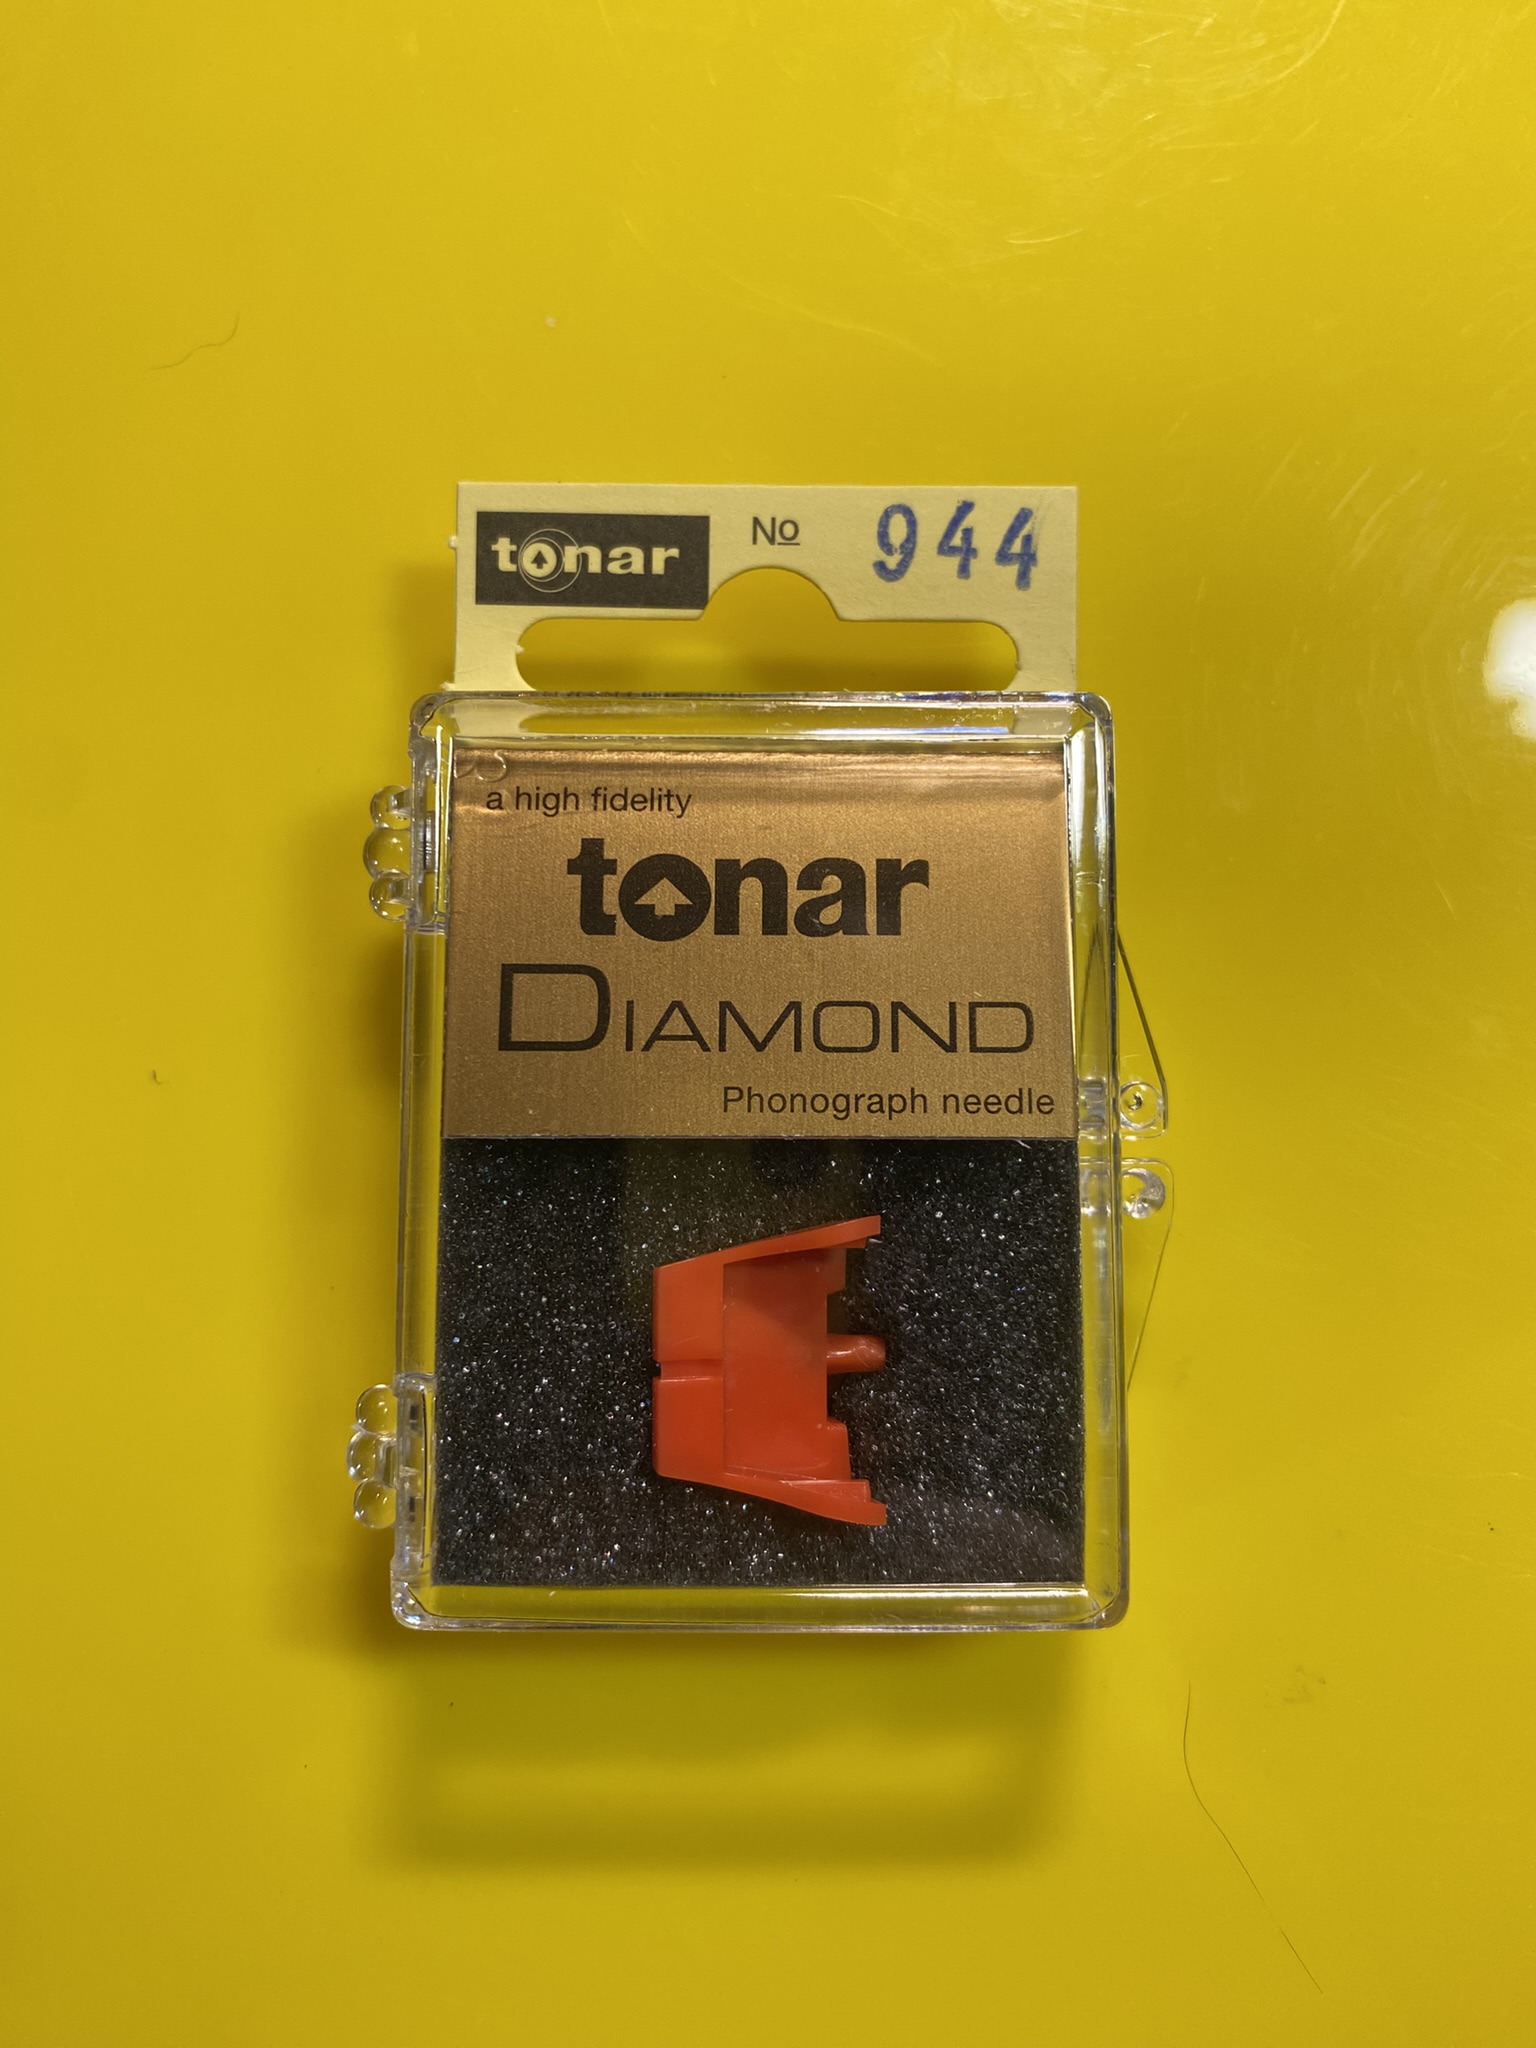 tonar No 944
a high fidelity
tonar
DIAMOND
Phonograph needle